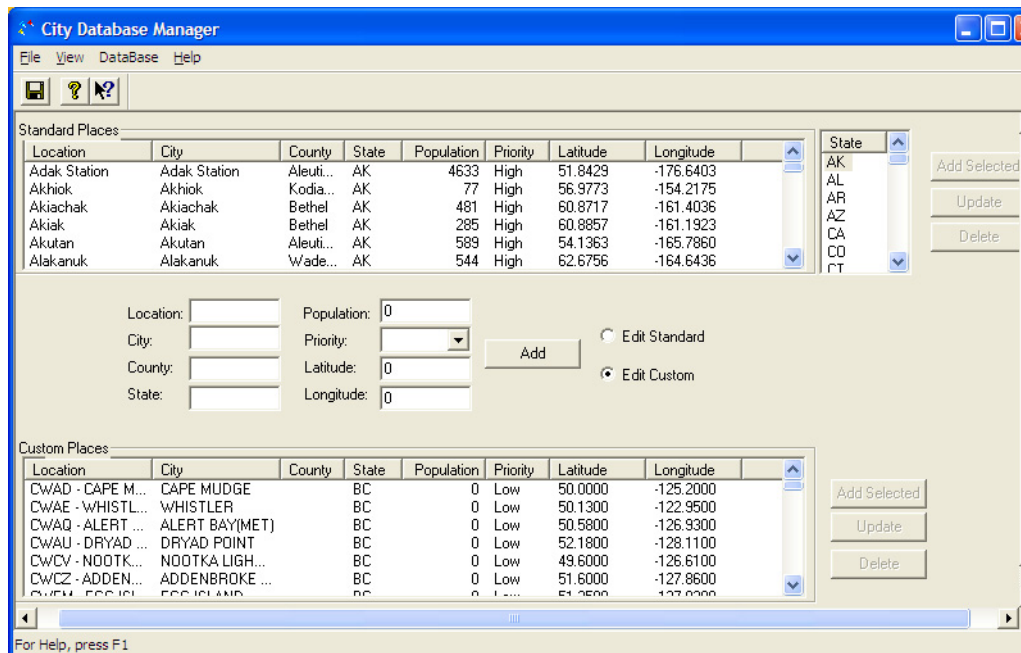 City Database Manager
File View DataBase Help
Standard Places
Location City County State Population Priority Latitude Longitude
Adak Station Adak Station Aleuti... AK 4633 High 51.8429 -176.6403
Akhiok Akhiok Kodia... AK 77 High 56.9773 -154.2175
Akiachak Akiachak Bethel AK 481 High 60.8717 -161.4036
Akiak Akiak Bethel AK 285 High 60.8857 -161.1923
Akutan Akutan Aleuti... AK 589 High 54.1363 -165.7860
Alakanuk Alakanuk Wade... AK 544 High 62.6756 -164.6436
State
AK
AL
AR
AZ
CA
CO
CT
Add Selected
Update
Delete
Location: Population: 0
City: Priority:
County: Latitude: 0
State: Longitude: 0
Add
Edit Standard
Edit Custom
Custom Places
Location City County State Population Priority Latitude Longitude
CWAD - CAPE M... CAPE MUDGE BC 0 Low 50.0000 -125.2000
CWAE - WHISTL... WHISTLER BC 0 Low 50.1300 -122.9500
CWAQ - ALERT ... ALERT BAY(MET) BC 0 Low 50.5800 -126.9300
CWAU - DRYAD ... DRYAD POINT BC 0 Low 52.1800 -128.1100
CWCV - NOOTK... NOOTKA LIGH... BC 0 Low 49.6000 -126.6100
CWCZ - ADDEN... ADDENBROKE ... BC 0 Low 51.6000 -127.8600
EGG ISLAND BC 0 Low
Add Selected
Update
Delete
For Help, press F1